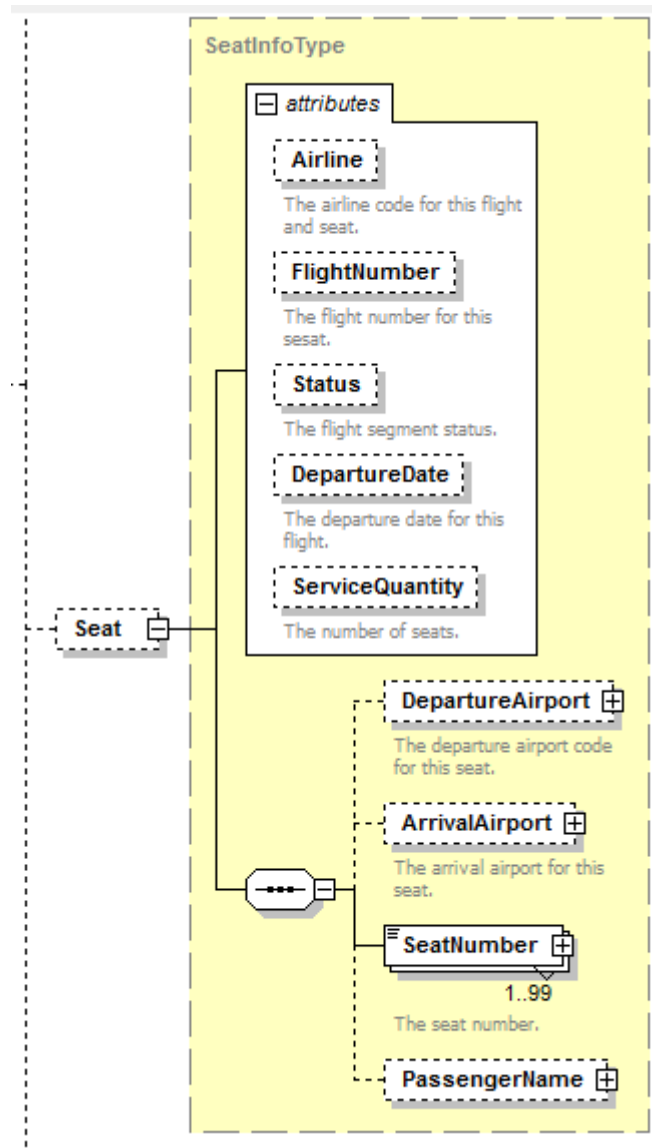 SeatInfoType
attributes
Airline
The airline code for this flight
and seat.
FlightNumber
The flight number for this
sesat.
Status
The flight segment status.
DepartureDate
The departure date for this
flight.
ServiceQuantity
The number of seats.
Seat
DepartureAirport
The departure airport code
for this seat.
ArrivalAirport
The arrival airport for this
seat.
SeatNumber
1..99
The seat number.
PassengerName